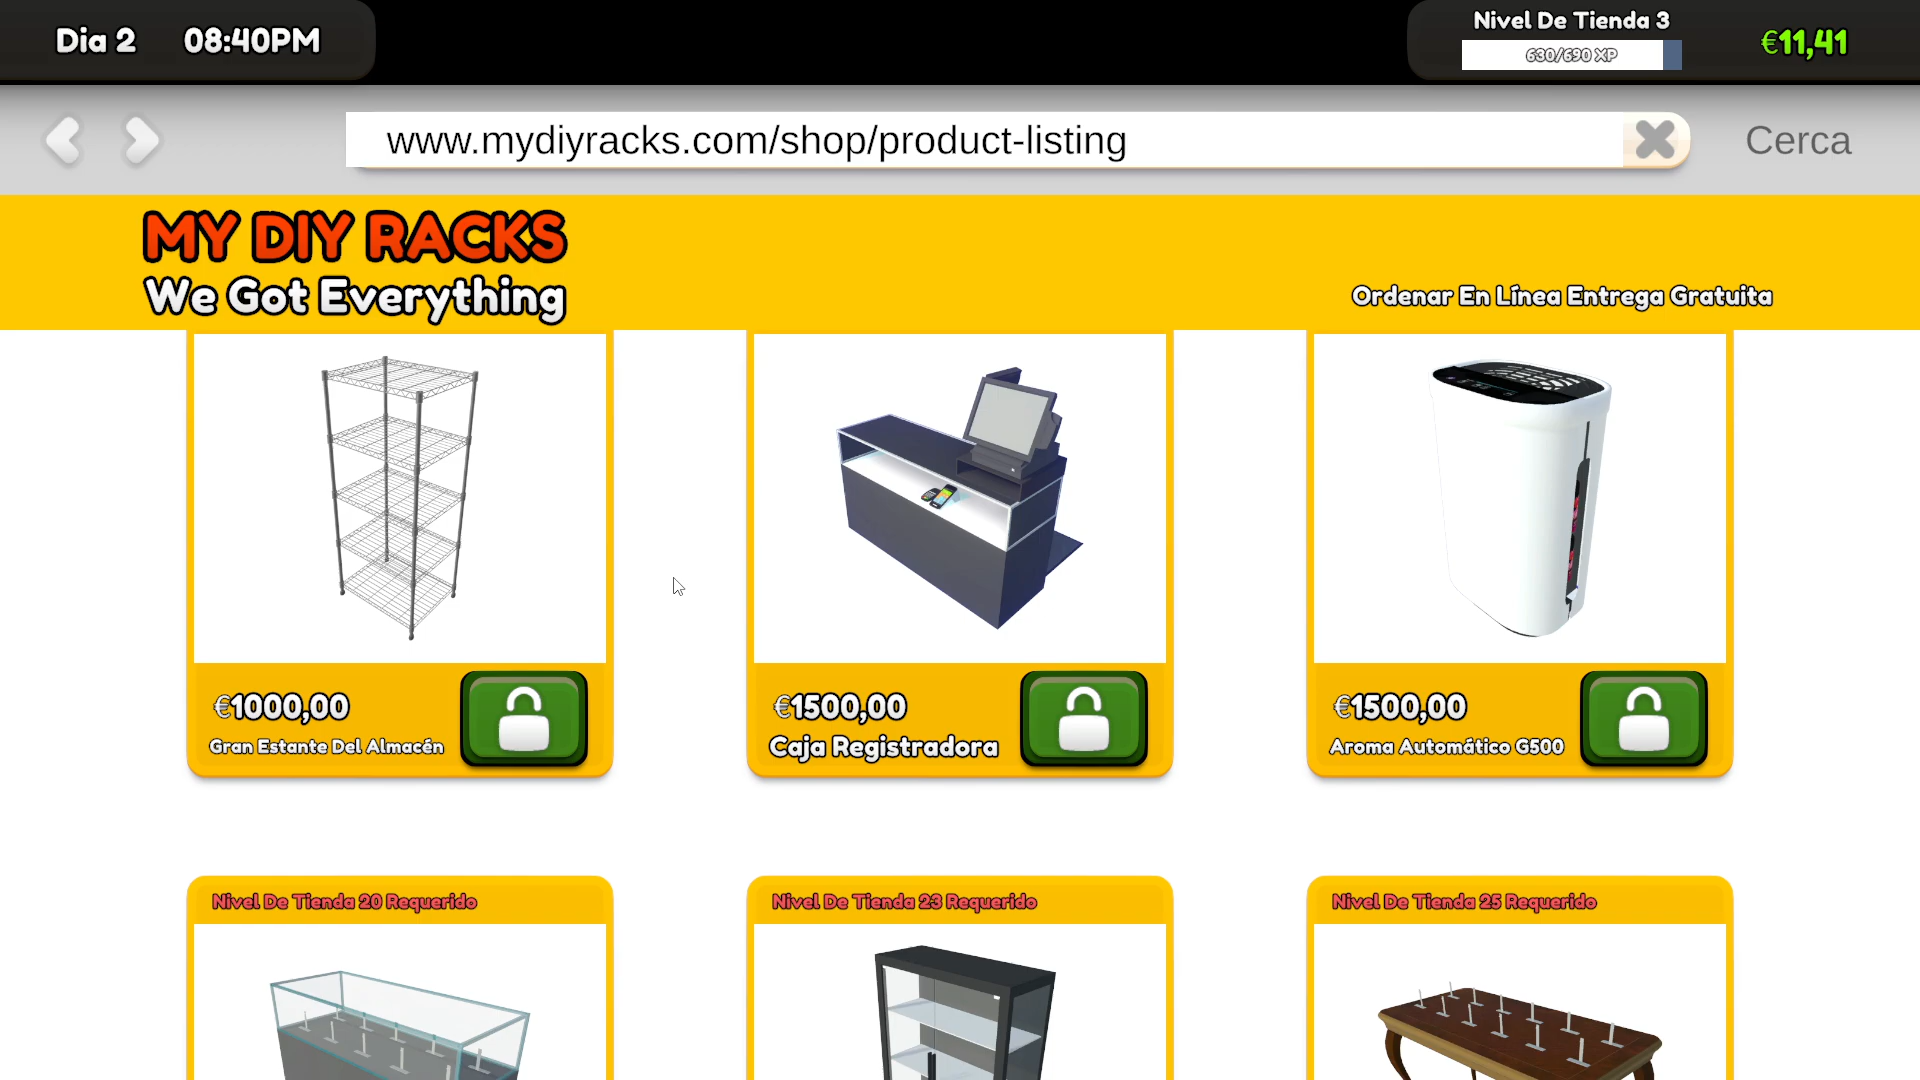 Dia 2
08:40PM
Nivel De Tienda 3
630/690 XP
€11,41
www.mydiyracks.com/shop/product-listing
Cerca
MY DIY RACKS
We Got Everything
Ordenar En Línea Entrega Gratuita
€1000,00
Gran Estante Del Almacén
€1500,00
Caja Registradora
€1500,00
Aroma Automático G500
Nivel De Tienda 20 Requerido
Nivel De Tienda 23 Requerido
Nivel De Tienda 25 Requerido